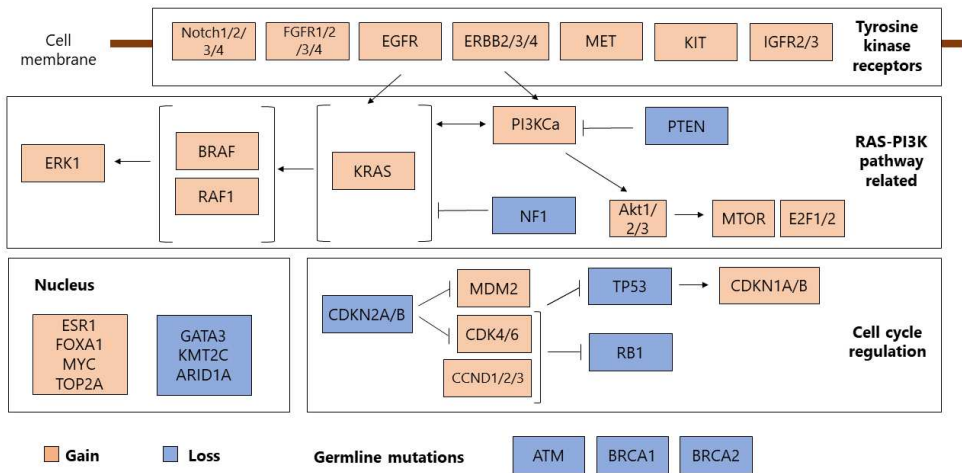 Cell
membrane
Notch1/2/
3/4
FGFR1/2
/3/4
EGFR
ERBB2/3/4
MET
KIT
IGFR2/3
Tyrosine
kinase
receptors
ERK1
BRAF
RAF1
KRAS
PI3KCa
PTEN
NF1
Akt1/
2/3
MTOR
E2F1/2
RAS-PI3K
pathway
related
Nucleus
ESR1
FOXA1
MYC
TOP2A
GATA3
KMT2C
ARID1A
CDKN2A/B
MDM2
CDK4/6
CCND1/2/3
TP53
RB1
CDKN1A/B
Cell cycle
regulation
Gain
Loss
Germline mutations
ATM
BRCA1
BRCA2